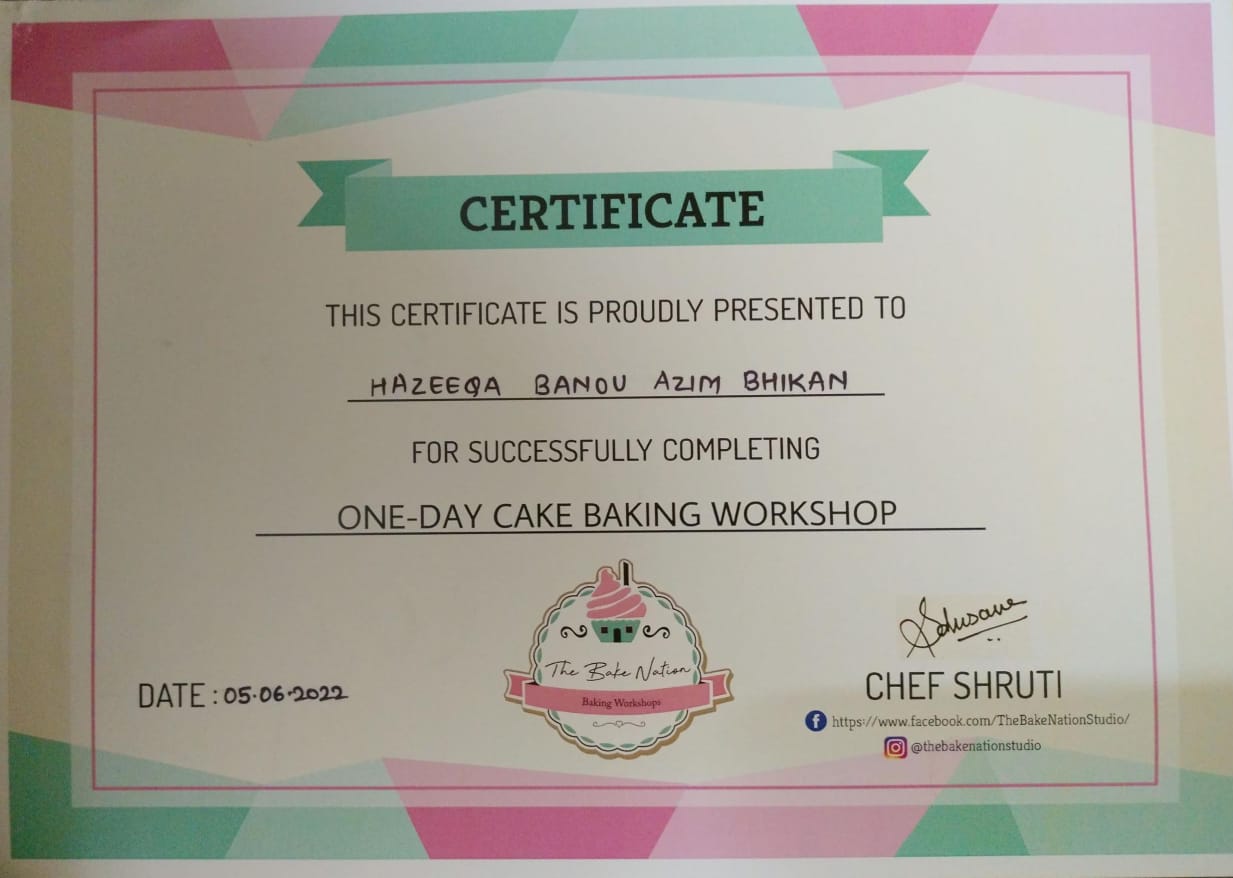 CERTIFICATE
THIS CERTIFICATE IS PROUDLY PRESENTED TO
HAZEEQA BANOU AZIM BHIKAN
FOR SUCCESSFULLY COMPLETING
ONE-DAY CAKE BAKING WORKSHOP
The Bake Nation
Baking Workshops
DATE : 05.06.2022
CHEF SHRUTI
https://www.facebook.com/TheBakeNationStudio/
@thebakenationstudio